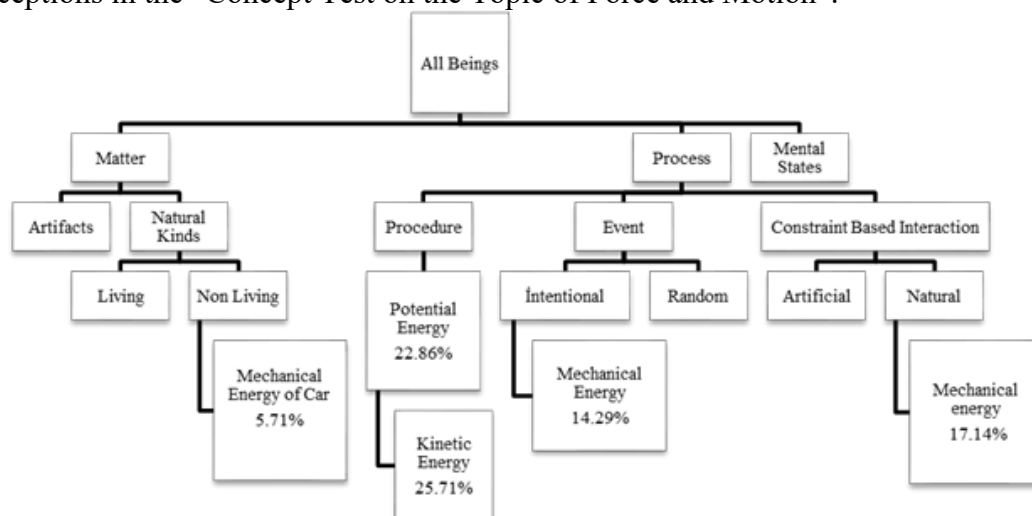 ceptions in the "Concept Test on the Topic of Force and Motion".
All Beings
Matter
Process
Mental
States
Artifacts
Natural
Kinds
Procedure
Event
Constraint Based Interaction
Living
Non Living
Potential
Energy
22.86%
İntentional
Random
Artificial
Natural
Mechanical
Energy of Car
5.71%
Kinetic
Energy
25.71%
Mechanical
Energy
14.29%
Mechanical
energy
17.14%